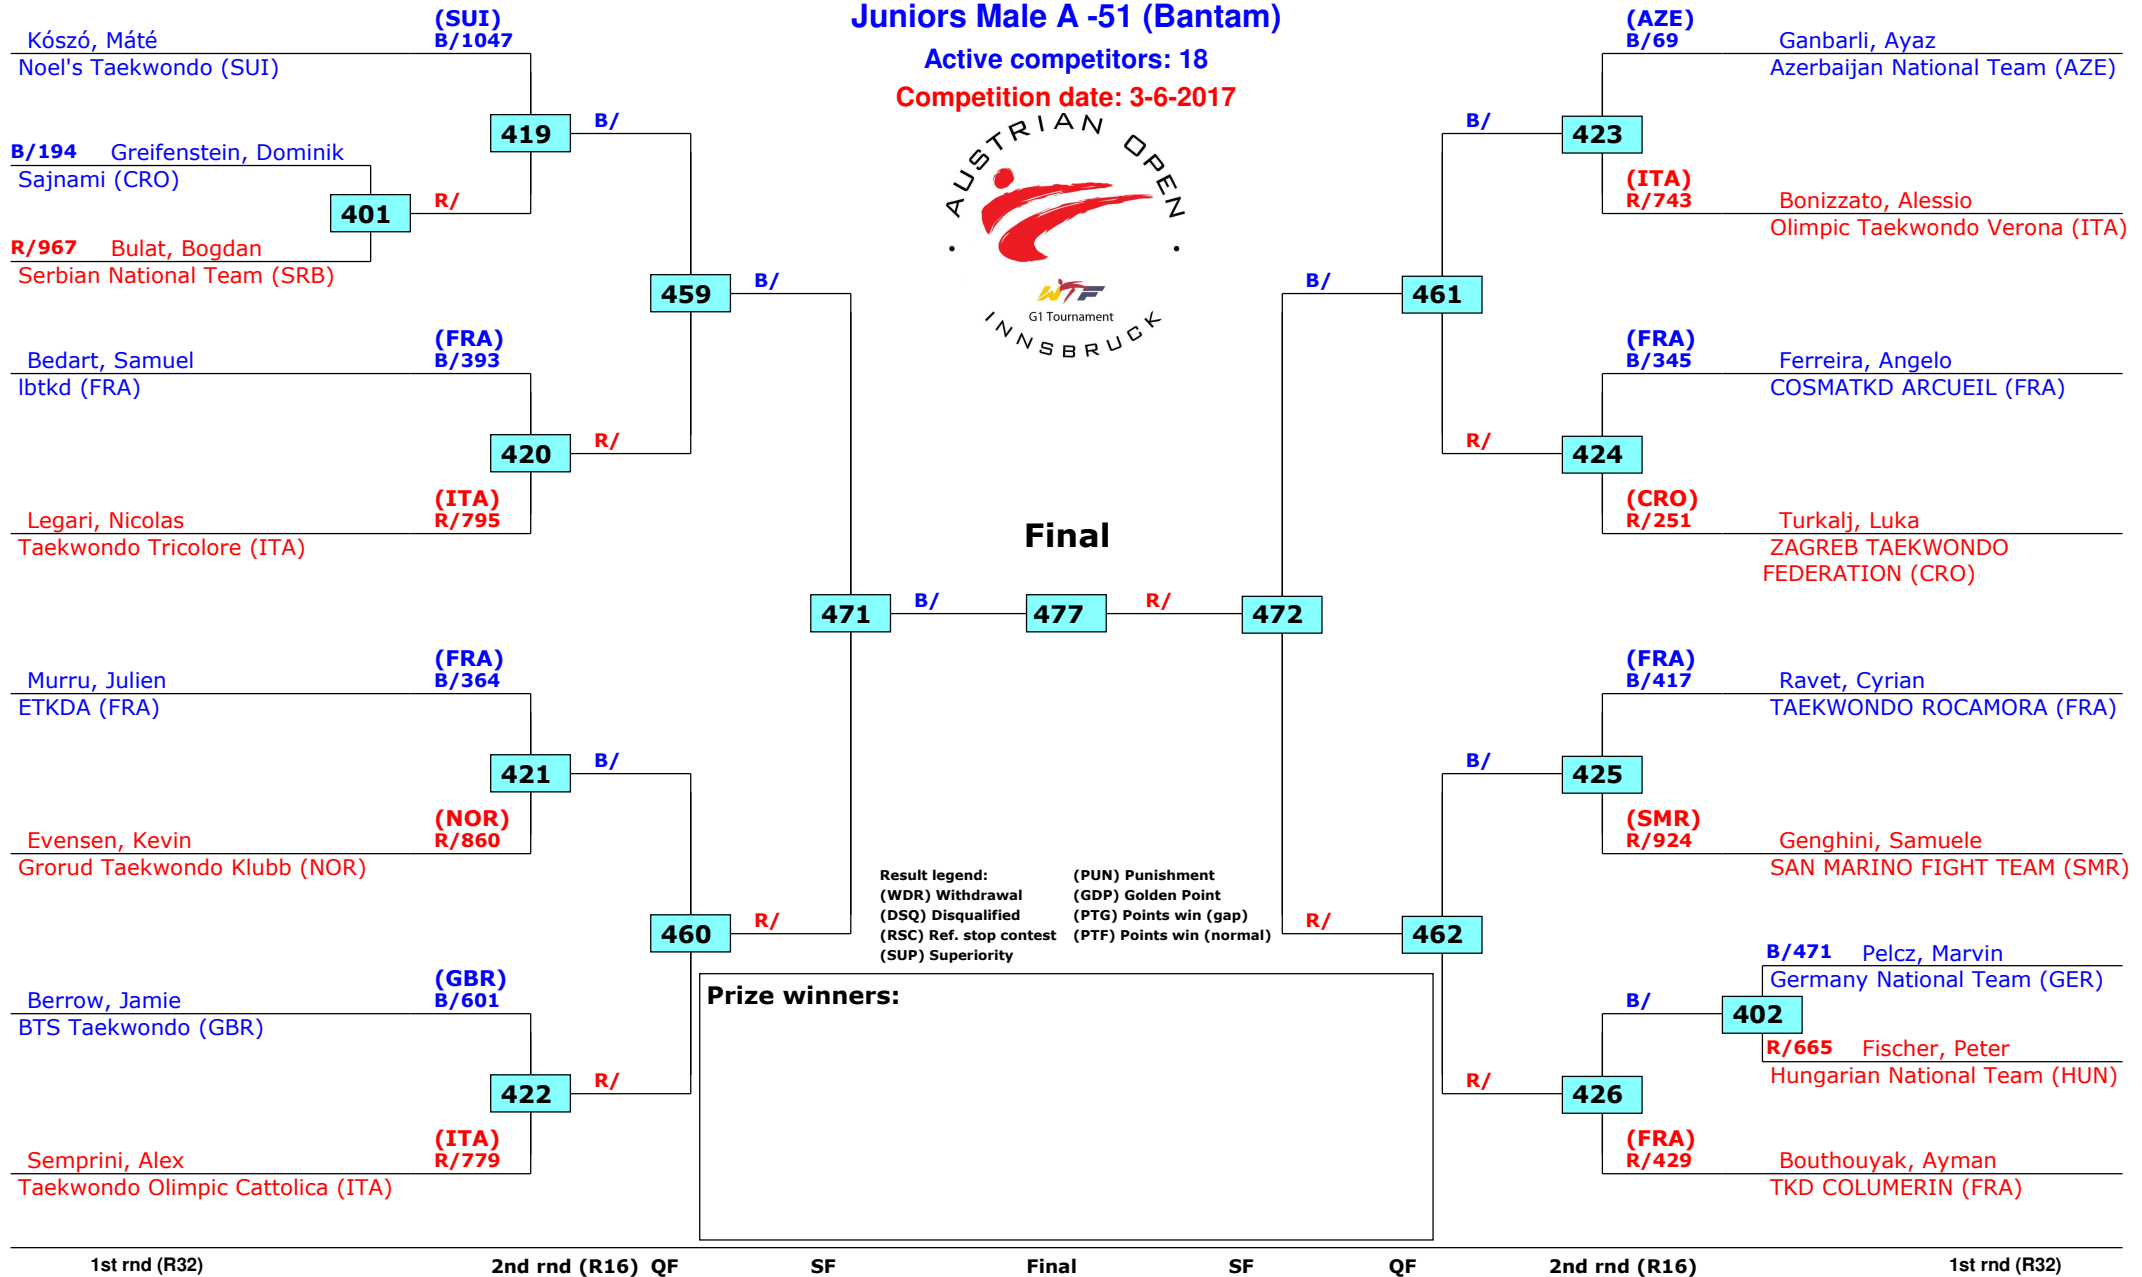 Juniors Male A -51 (Bantam)
Active competitors: 18
Competition date: 3-6-2017
AUSTRIAN OPEN
WTF
G1 Tournament
INNSBRUCK
(SUI)
Kószó, Máté B/1047
Noel's Taekwondo (SUI)
419
B/
B/194 Greifenstein, Dominik
Sajnami (CRO)
401
R/
R/967 Bulat, Bogdan
Serbian National Team (SRB)
459
B/
(FRA)
Bedart, Samuel B/393
lbtkd (FRA)
420
R/
(ITA)
Legari, Nicolas R/795
Taekwondo Tricolore (ITA)
471
B/
(FRA)
Murru, Julien B/364
ETKDA (FRA)
421
B/
(NOR)
Evensen, Kevin R/860
Grorud Taekwondo Klubb (NOR)
460
R/
(GBR)
Berrow, Jamie B/601
BTS Taekwondo (GBR)
422
R/
(ITA)
Semprini, Alex R/779
Taekwondo Olimpic Cattolica (ITA)
Final
477
R/
472
(AZE)
B/69 Ganbarli, Ayaz
Azerbaijan National Team (AZE)
B/
423
(ITA)
R/743 Bonizzato, Alessio
Olimpic Taekwondo Verona (ITA)
B/
461
(FRA)
B/345 Ferreira, Angelo
COSMATKD ARCUEIL (FRA)
R/
424
(CRO)
R/251 Turkalj, Luka
ZAGREB TAEKWONDO
FEDERATION (CRO)
(FRA)
B/417 Ravet, Cyrian
TAEKWONDO ROCAMORA (FRA)
B/
425
(SMR)
R/924 Genghini, Samuele
SAN MARINO FIGHT TEAM (SMR)
R/
462
B/471 Pelcz, Marvin
Germany National Team (GER)
B/
402
R/665 Fischer, Peter
Hungarian National Team (HUN)
R/
426
(FRA)
R/429 Bouthouyak, Ayman
TKD COLUMERIN (FRA)
Result legend: (PUN) Punishment
(WDR) Withdrawal (GDP) Golden Point
(DSQ) Disqualified (PTG) Points win (gap)
(RSC) Ref. stop contest (PTF) Points win (normal)
(SUP) Superiority
Prize winners:
1st rnd (R32) 2nd rnd (R16) QF SF Final SF QF 2nd rnd (R16) 1st rnd (R32)